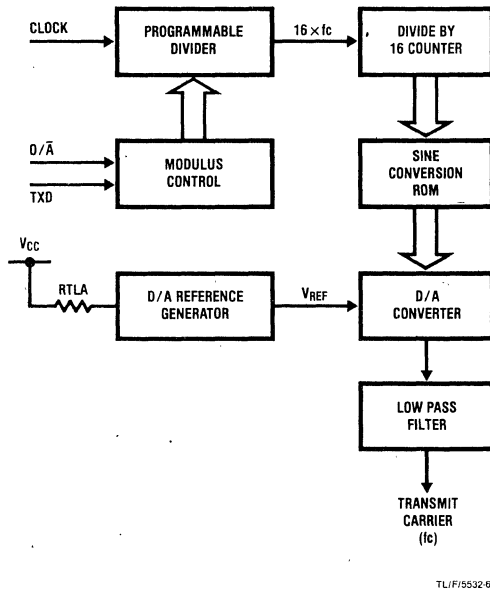 CLOCK
PROGRAMMABLE
DIVIDER
16 × fc
DIVIDE BY
16 COUNTER
O/Ā
TXD
MODULUS
CONTROL
SINE
CONVERSION
ROM
VCC
RTLA
D/A REFERENCE
GENERATOR
VREF
D/A
CONVERTER
LOW PASS
FILTER
TRANSMIT
CARRIER
(fc)
TL/F/5532-6